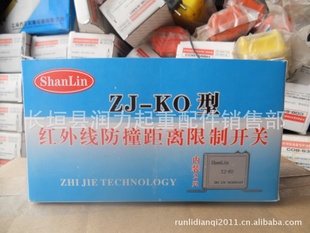 ShanLin
ZJ-KO型
长垣县润力起重配件销售部
红外线防撞距离限制开关
ZHI JIE TECHNOLOGY
ShanLin
ZJ-KO
runlidianqi2011.cn.alibaba.com